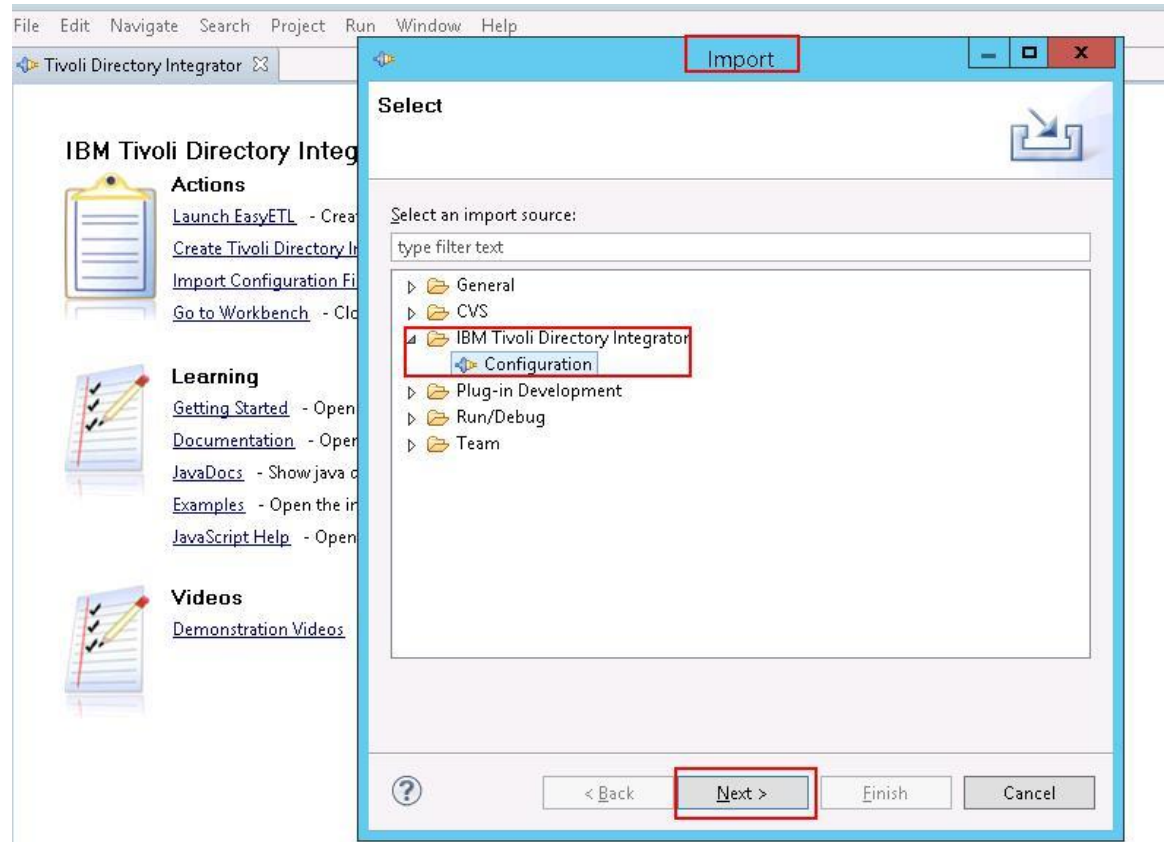 File Edit Navigate Search Project Run Window Help
Tivoli Directory Integrator
Import
Select
IBM Tivoli Directory Integ
Actions
Launch EasyETL - Crea
Create Tivoli Directory I
Import Configuration Fi
Go to Workbench - Clo
Learning
Getting Started - Open
Documentation - Oper
JavaDocs - Show java
Examples - Open the
JavaScript Help - Open
Videos
Demonstration Videos
Select an import source:
type filter text
General
CVS
IBM Tivoli Directory Integrator
Configuration
Plug-in Development
Run/Debug
Team
?
< Back Next > Finish Cancel